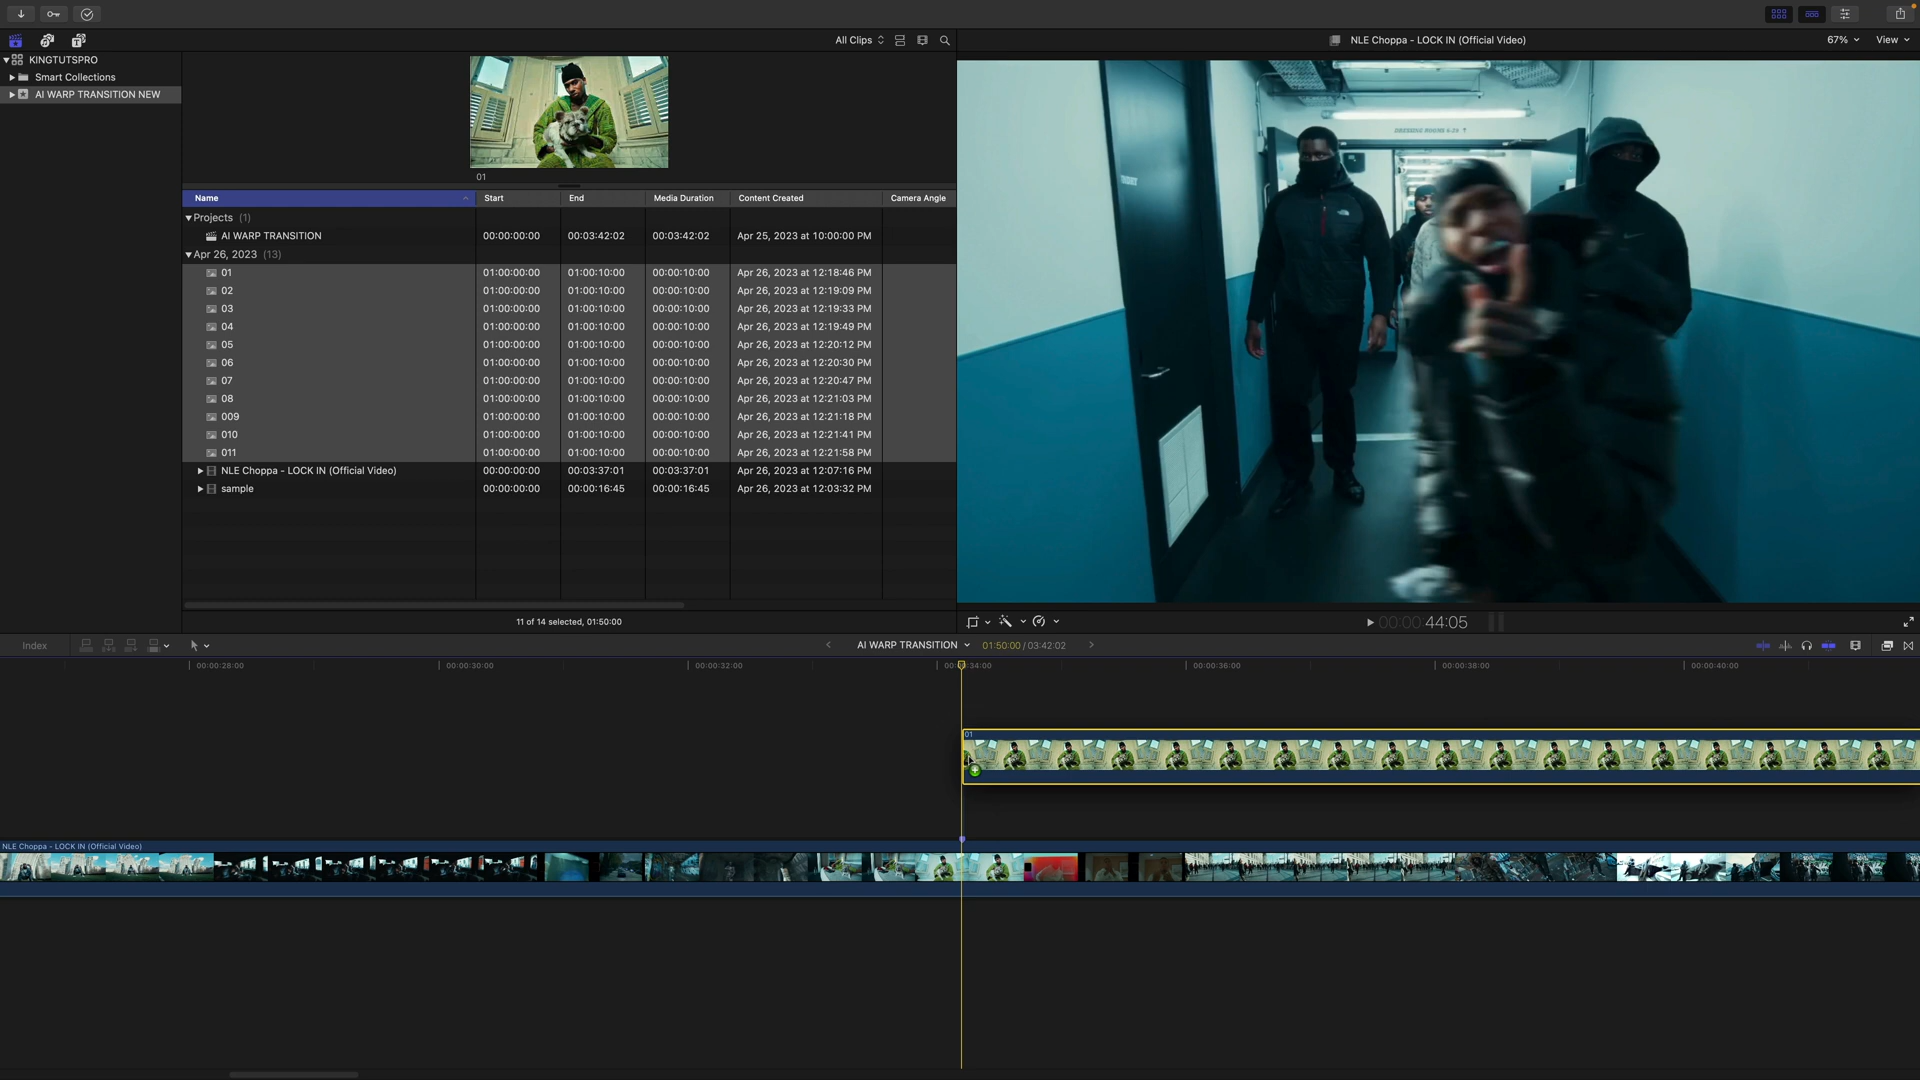 All Clips
NLE Choppa - LOCK IN (Official Video)
67%
View
KINGTUTSPRO
Smart Collections
AI WARP TRANSITION NEW
01
Name Start End Media Duration Content Created Camera Angle
Projects (1)
AI WARP TRANSITION 00:00:00:00 00:03:42:02 00:03:42:02 Apr 25, 2023 at 10:00:00 PM
Apr 26, 2023 (13)
01 01:00:00:00 01:00:10:00 00:00:10:00 Apr 26, 2023 at 12:18:46 PM
02 01:00:00:00 01:00:10:00 00:00:10:00 Apr 26, 2023 at 12:19:09 PM
03 01:00:00:00 01:00:10:00 00:00:10:00 Apr 26, 2023 at 12:19:33 PM
04 01:00:00:00 01:00:10:00 00:00:10:00 Apr 26, 2023 at 12:19:49 PM
05 01:00:00:00 01:00:10:00 00:00:10:00 Apr 26, 2023 at 12:20:12 PM
06 01:00:00:00 01:00:10:00 00:00:10:00 Apr 26, 2023 at 12:20:30 PM
07 01:00:00:00 01:00:10:00 00:00:10:00 Apr 26, 2023 at 12:20:47 PM
08 01:00:00:00 01:00:10:00 00:00:10:00 Apr 26, 2023 at 12:21:03 PM
009 01:00:00:00 01:00:10:00 00:00:10:00 Apr 26, 2023 at 12:21:18 PM
010 01:00:00:00 01:00:10:00 00:00:10:00 Apr 26, 2023 at 12:21:41 PM
011 01:00:00:00 01:00:10:00 00:00:10:00 Apr 26, 2023 at 12:21:58 PM
NLE Choppa - LOCK IN (Official Video) 00:00:00:00 00:03:37:01 00:03:37:01 Apr 26, 2023 at 12:07:16 PM
sample 00:00:00:00 00:00:16:45 00:00:16:45 Apr 26, 2023 at 12:03:32 PM
11 of 14 selected, 01:50:00
00:00:44:05
Index
AI WARP TRANSITION
01:50:00 / 03:42:02
00:00:28:00 00:00:30:00 00:00:32:00 00:00:34:00 00:00:36:00 00:00:38:00 00:00:40:00
01
NLE Choppa - LOCK IN (Official Video)